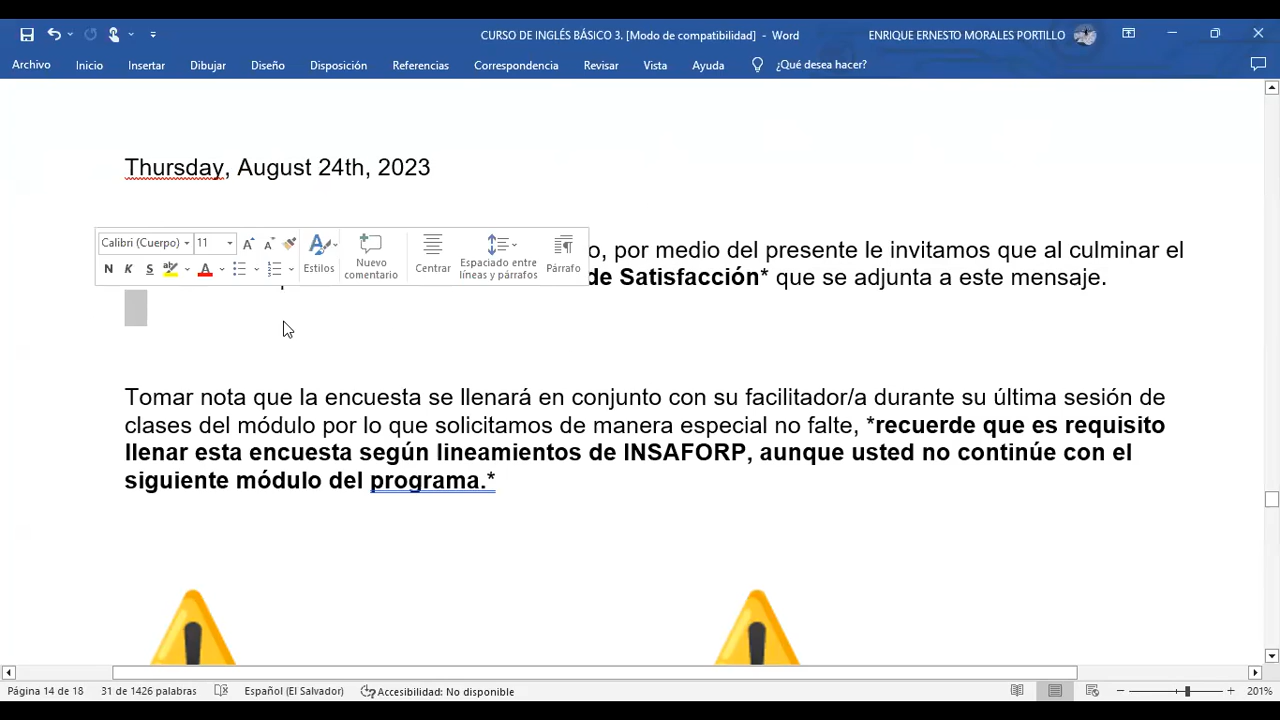 CURSO DE INGLÉS BÁSICO 3. [Modo de compatibilidad] - Word
ENRIQUE ERNESTO MORALES PORTILLO
Archivo Inicio Insertar Dibujar Diseño Disposición Referencias Correspondencia Revisar Vista Ayuda ¿Qué desea hacer?
Thursday, August 24th, 2023
Calibri (Cuerpo) 11
N K S A Estilos Nuevo comentario Centrar Espaciado entre líneas y párrafos Párrafo
o, por medio del presente le invitamos que al culminar el
de Satisfacción* que se adjunta a este mensaje.
Tomar nota que la encuesta se llenará en conjunto con su facilitador/a durante su última sesión de
clases del módulo por lo que solicitamos de manera especial no falte, *recuerde que es requisito
llenar esta encuesta según lineamientos de INSAFORP, aunque usted no continúe con el
siguiente módulo del programa.*
Página 14 de 18 31 de 1426 palabras Español (El Salvador) Accesibilidad: No disponible 201%